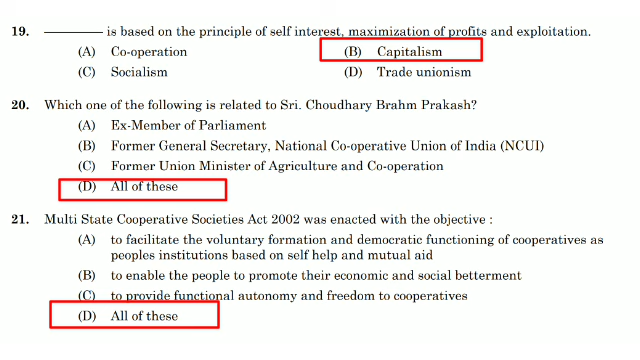 19. ________ is based on the principle of self interest, maximization of profits and exploitation.
(A) Co-operation (B) Capitalism
(C) Socialism (D) Trade unionism
20. Which one of the following is related to Sri. Choudhary Brahm Prakash?
(A) Ex-Member of Parliament
(B) Former General Secretary, National Co-operative Union of India (NCUI)
(C) Former Union Minister of Agriculture and Co-operation
(D) All of these
21. Multi State Cooperative Societies Act 2002 was enacted with the objective :
(A) to facilitate the voluntary formation and democratic functioning of cooperatives as
peoples institutions based on self help and mutual aid
(B) to enable the people to promote their economic and social betterment
(C) to provide functional autonomy and freedom to cooperatives
(D) All of these